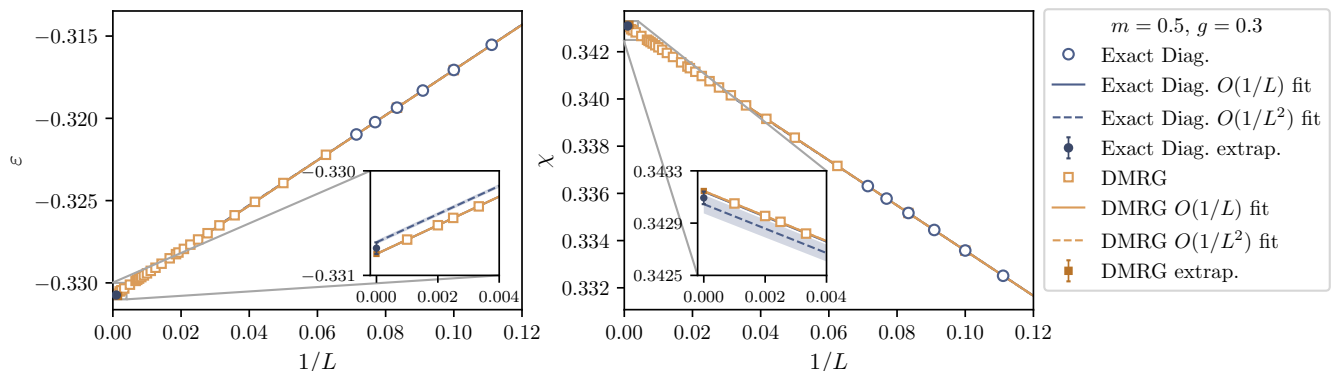 −0.315
−0.320
−0.325
−0.330
ε
0.00 0.02 0.04 0.06 0.08 0.10 0.12
1/L
−0.330
−0.331
0.000 0.002 0.004
0.342
0.340
0.338
0.336
0.334
0.332
χ
0.00 0.02 0.04 0.06 0.08 0.10 0.12
1/L
0.3433
0.3429
0.3425
0.000 0.002 0.004
m = 0.5, g = 0.3
Exact Diag.
Exact Diag. O(1/L) fit
Exact Diag. O(1/L²) fit
Exact Diag. extrap.
DMRG
DMRG O(1/L) fit
DMRG O(1/L²) fit
DMRG extrap.